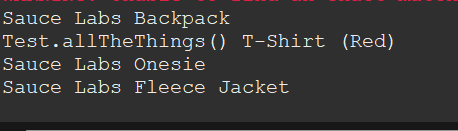 Sauce Labs Backpack
Test.allTheThings() T-Shirt (Red)
Sauce Labs Onesie
Sauce Labs Fleece Jacket